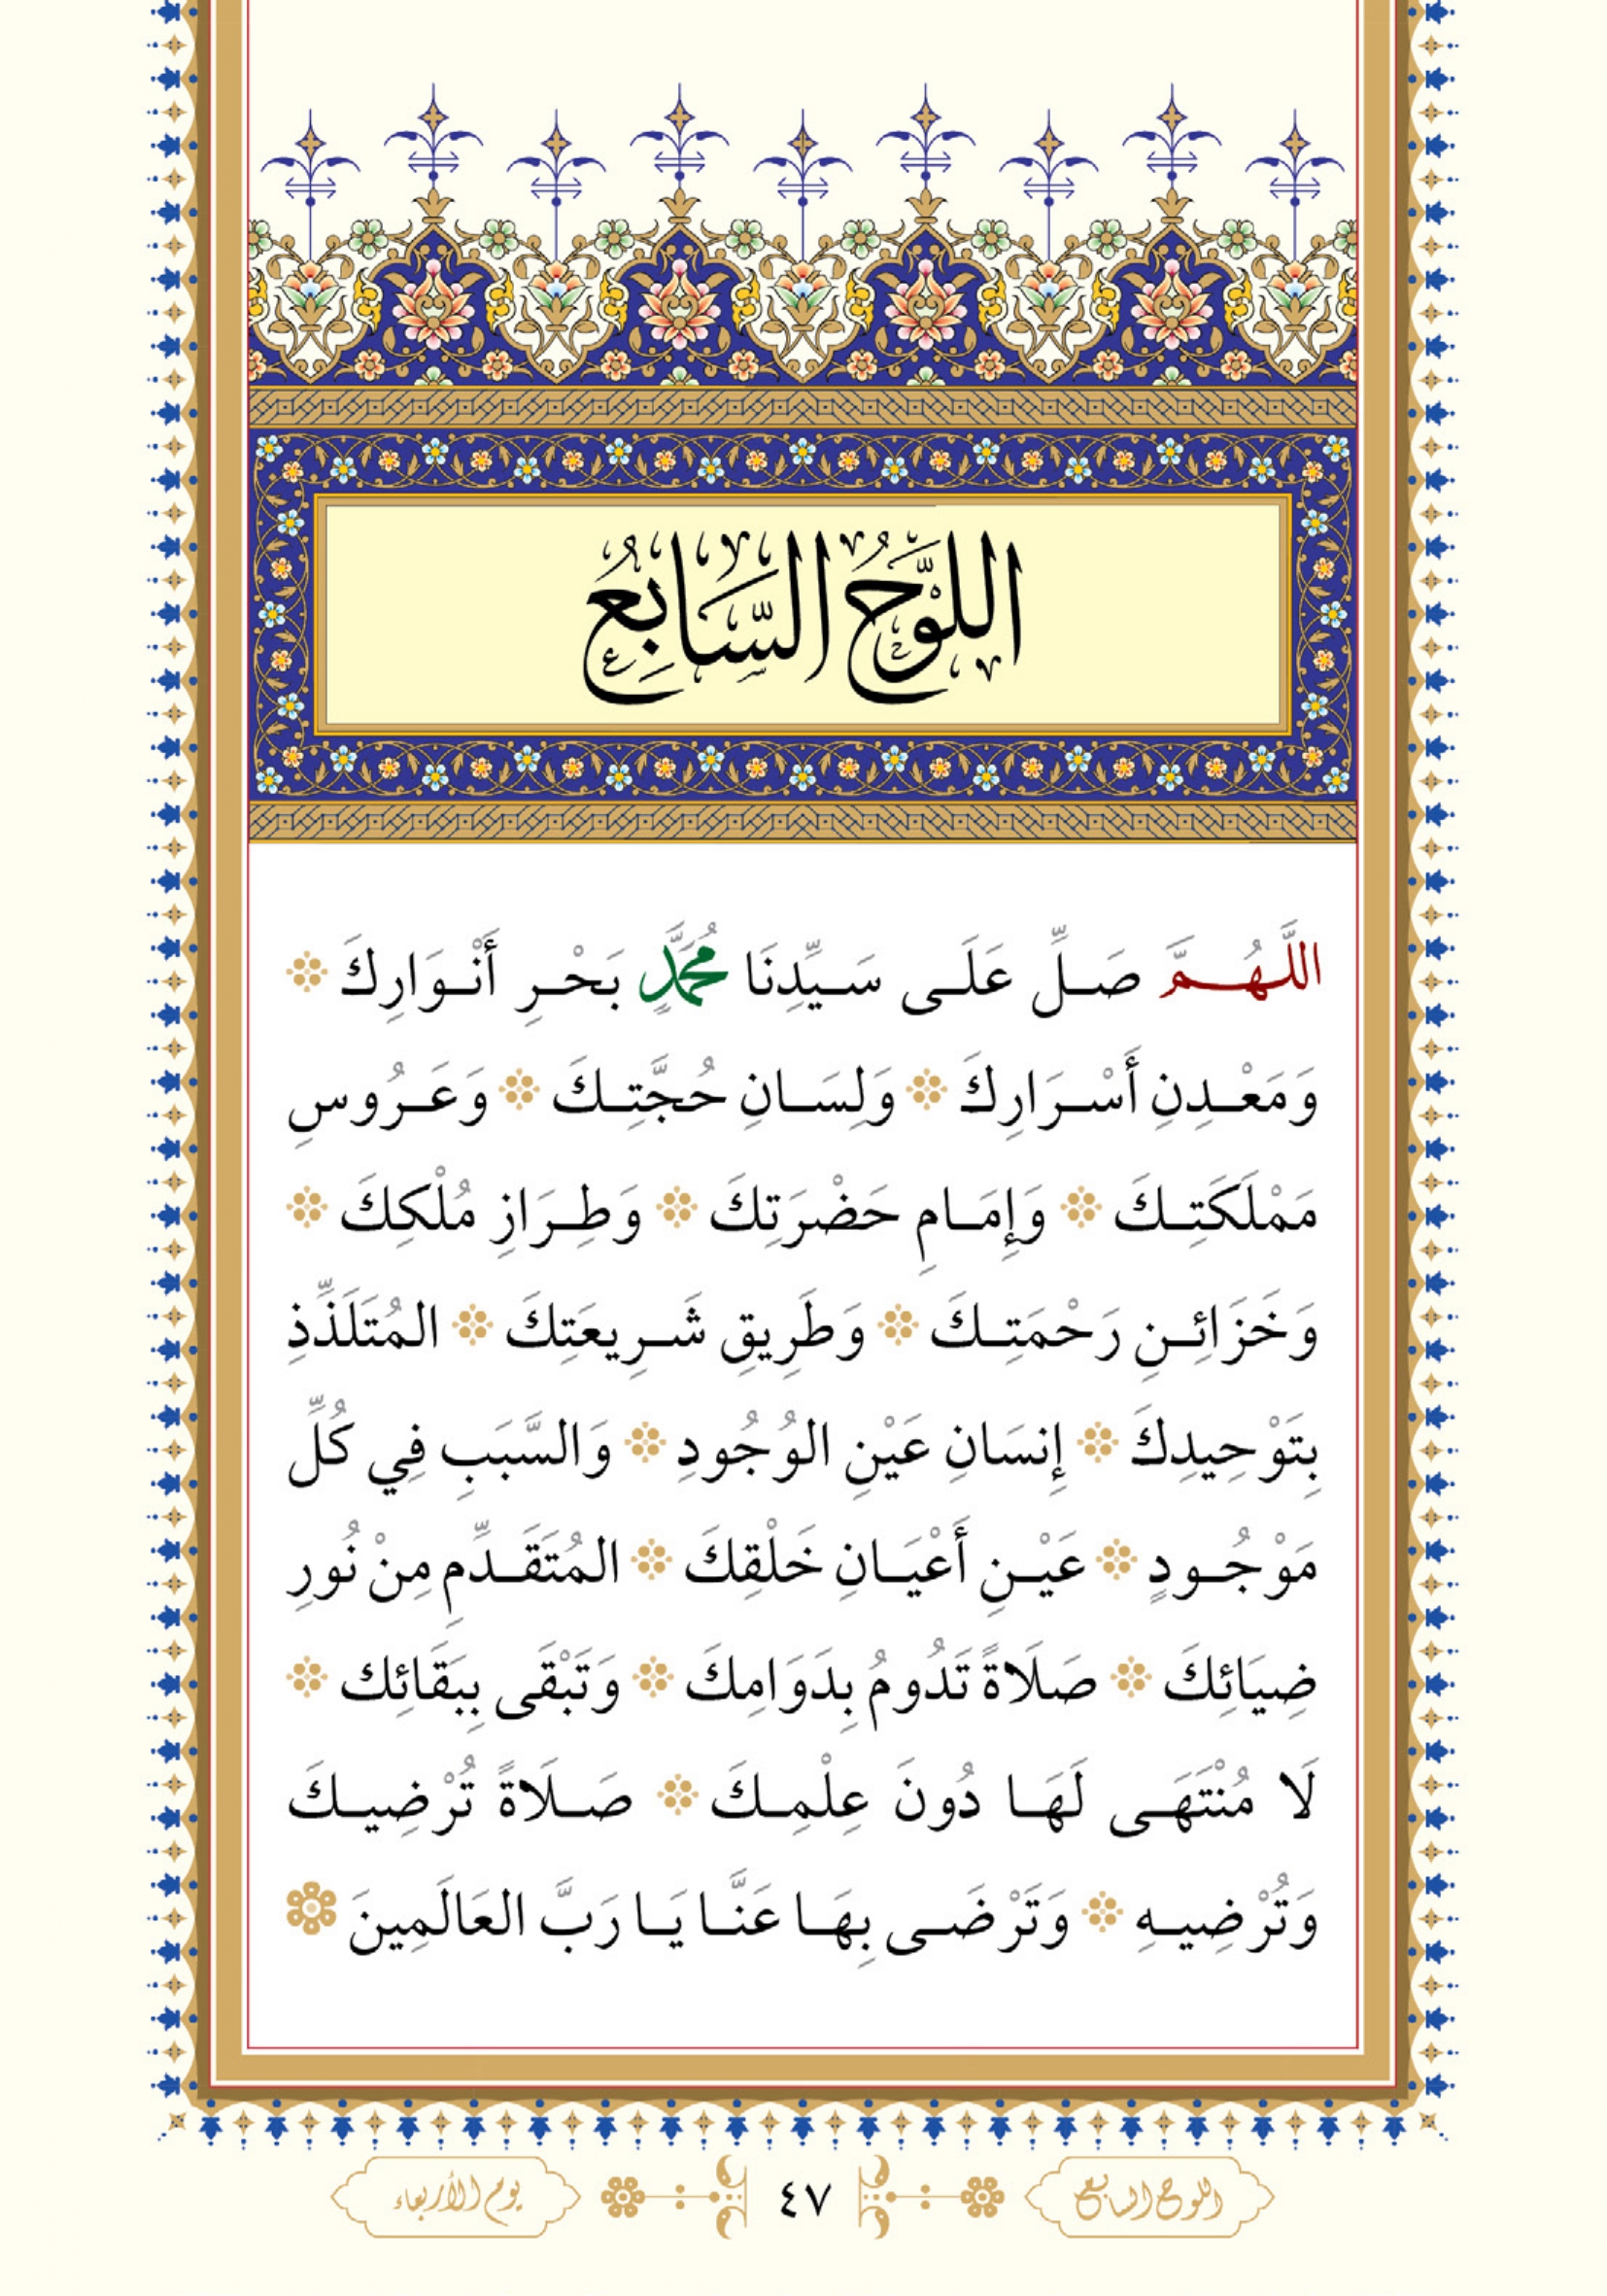 اللَّوْحُ السَّابِعُ
اللَّهُمَّ صَلِّ عَلَى سَيِّدِنَا مُحَمَّدٍ بَحْرِ أَنْوَارِكَ
وَمَعْدِنِ أَسْرَارِكَ وَلِسَانِ حُجَّتِكَ وَعَرُوسِ
مَمْلَكَتِكَ وَإِمَامِ حَضْرَتِكَ وَطِرَازِ مُلْكِكَ
وَخَزَائِنِ رَحْمَتِكَ وَطَرِيقِ شَرِيعَتِكَ المُتَلَذِّذِ
بِتَوْحِيدِكَ إِنسَانِ عَيْنِ الوُجُودِ وَالسَّبَبِ فِي كُلِّ
مَوْجُودٍ عَيْنِ أَعْيَانِ خَلْقِكَ المُتَقَدِّمِ مِنْ نُورِ
ضِيَائِكَ صَلَاةً تَدُومُ بِدَوَامِكَ وَتَبْقَى بِبَقَائِك
لَا مُنْتَهَى لَهَا دُونَ عِلْمِكَ صَلَاةً تُرْضِيكَ
وَتُرْضِيهِ وَتَرْضَى بِهَا عَنَّا يَا رَبَّ العَالَمِينَ
اللوح السابع ٤٧ يوم الأربعاء